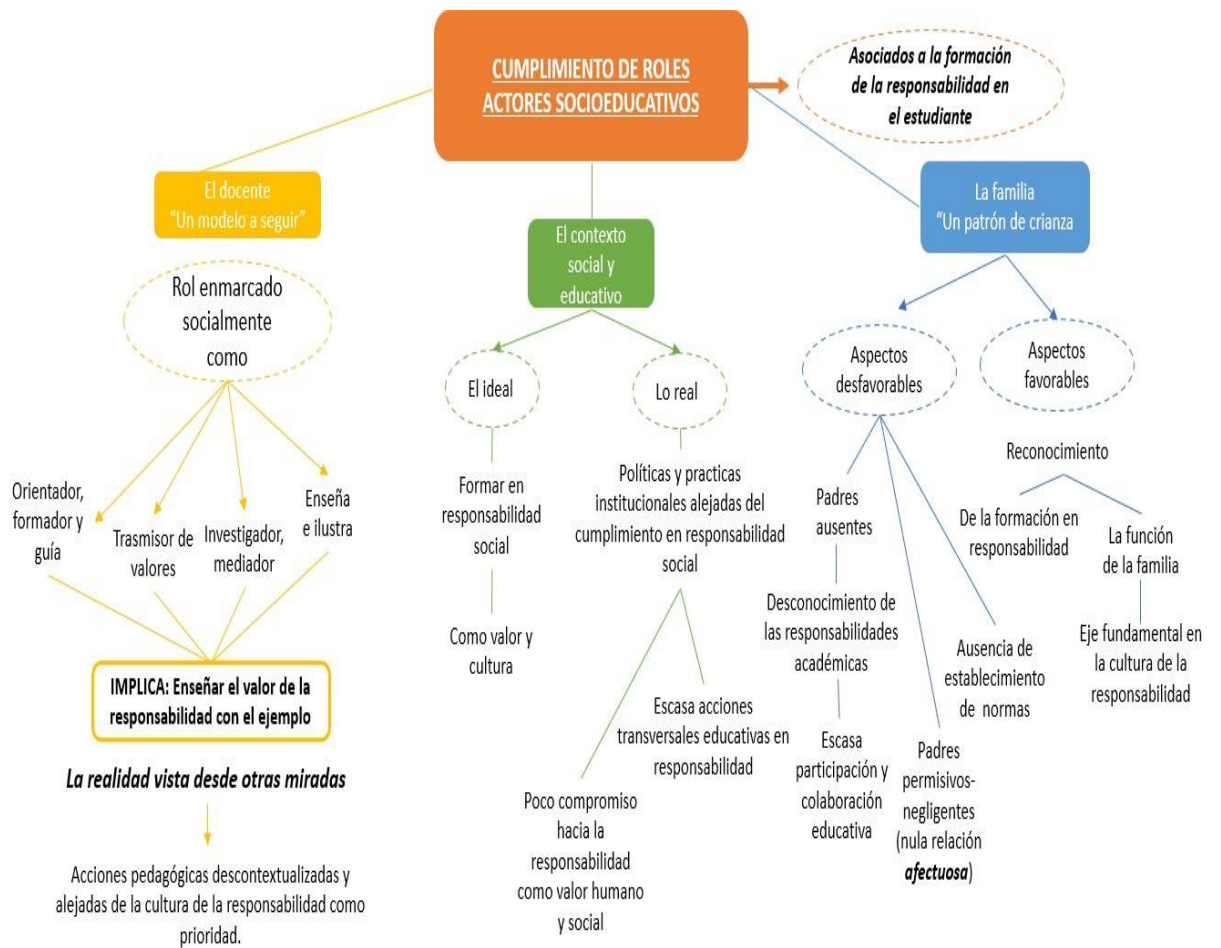 CUMPLIMIENTO DE ROLES
ACTORES SOCIOEDUCATIVOS
Asociados a la formación
de la responsabilidad en
el estudiante
El docente
“Un modelo a seguir”
Rol enmarcado
socialmente
como
Orientador,
formador y
guía
Trasmisor de
valores
Investigador,
mediador
Enseña
e ilustra
IMPLICA: Enseñar el valor de la
responsabilidad con el ejemplo
La realidad vista desde otras miradas
Acciones pedagógicas descontextualizadas y
alejadas de la cultura de la responsabilidad como
prioridad.
El contexto
social y
educativo
El ideal
Formar en
responsabilidad
social
Como valor y
cultura
Lo real
Políticas y practicas
institucionales alejadas del
cumplimiento en responsabilidad
social
Poco compromiso
hacia la
responsabilidad
como valor humano
y social
Escasa acciones
transversales educativas en
responsabilidad
La familia
“Un patrón de crianza
Aspectos
desfavorables
Padres
ausentes
Desconocimiento de
las responsabilidades
académicas
Escasa
participación y
colaboración
educativa
Padres
permisivos-
negligentes
(nula relación
afectuosa)
Ausencia de
establecimiento
de normas
Aspectos
favorables
Reconocimiento
De la formación en
responsabilidad
La función
de la familia
Eje fundamental en
la cultura de la
responsabilidad